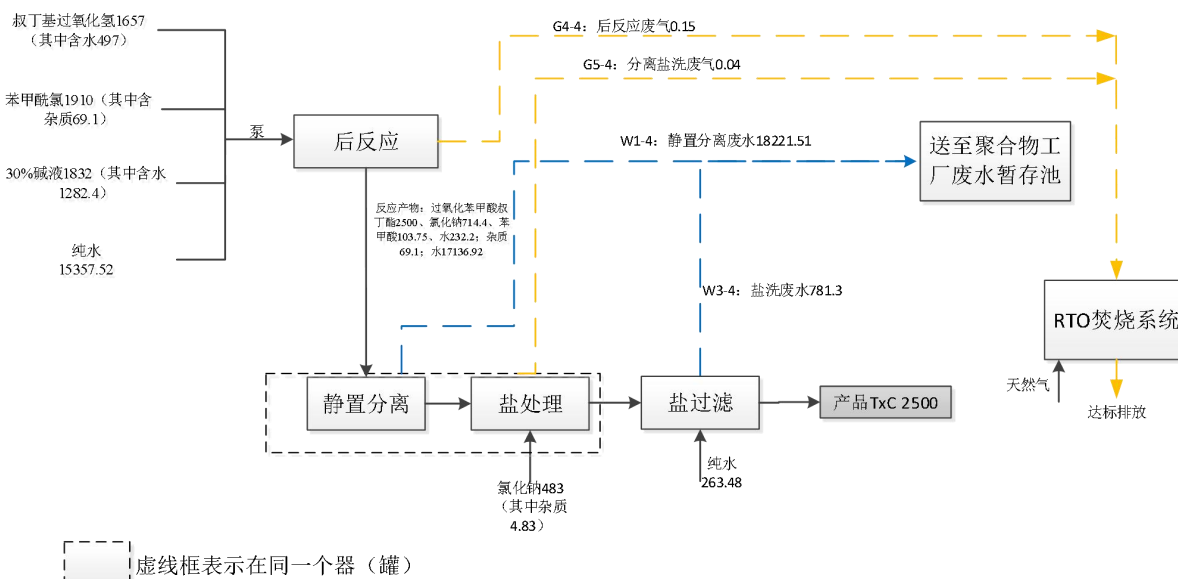 叔丁基过氧化氢1657
（其中含水497）
苯甲酰氯1910（其中含
杂质69.1）
30%碱液1832（其中含水
1282.4）
纯水
15357.52
泵
后反应
G4-4：后反应废气0.15
G5-4：分离盐洗废气0.04
W1-4：静置分离废水18221.51
送至聚合物工
厂废水暂存池
反应产物：过氧化苯甲酸叔
丁酯2500、氯化钠714.4、苯
甲酸103.75、水232.2；杂质
69.1；水17136.92
W3-4：盐洗废水781.3
RTO焚烧系统
天然气
达标排放
静置分离
盐处理
盐过滤
产品TxC 2500
氯化钠483
（其中杂质
4.83）
纯水
263.48
虚线框表示在同一个器（罐）